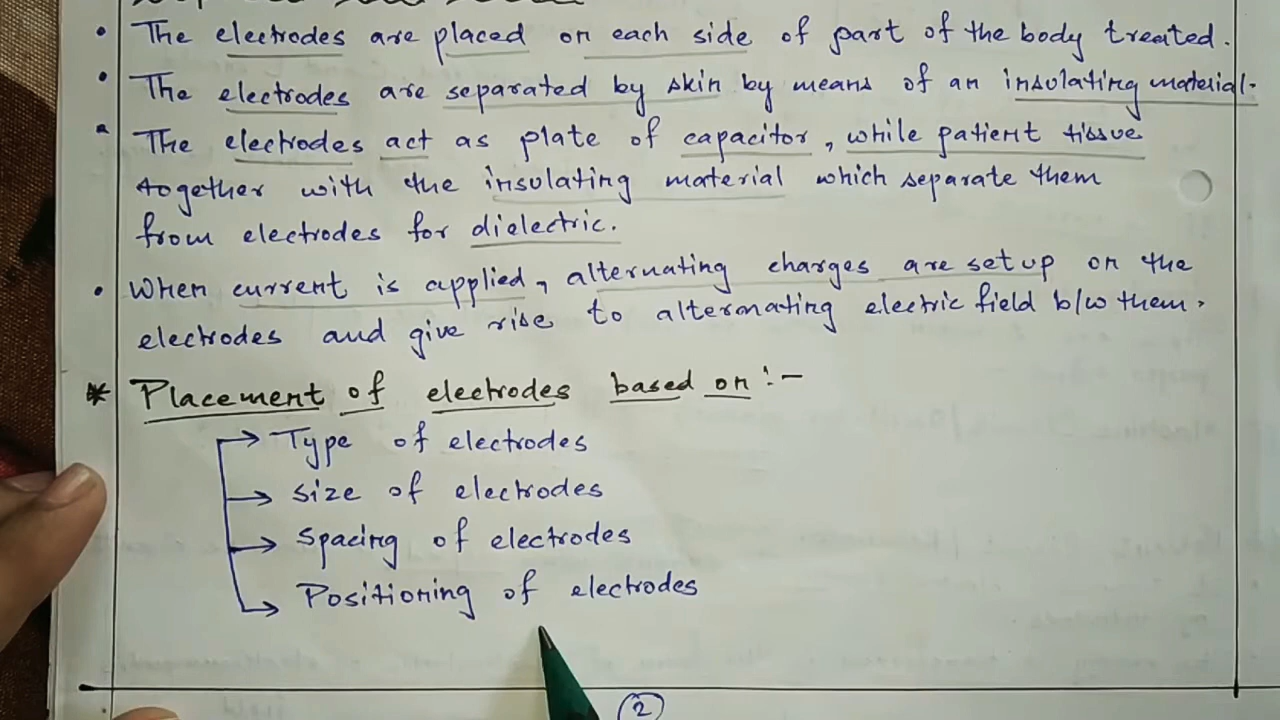 • The electrodes are placed on each side of part of the body treated.
• The electrodes are separated by skin by means of an insulating material.
• The electrodes act as plate of capacitor, while patient tissue
together with the insulating material which separate them
from electrodes for dielectric.
• When current is applied, alternating charges are set up on the
electrodes and give rise to alternating electric field b/w them.
* Placement of electrodes based on :-
→ Type of electrodes
→ Size of electrodes
→ Spacing of electrodes
→ Positioning of electrodes
2